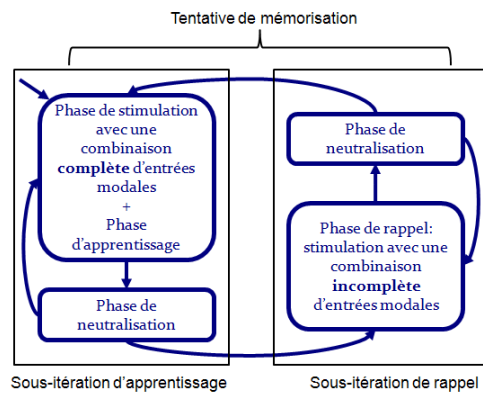 Tentative de mémorisation
Phase de stimulation
avec une
combinaison
complète d'entrées
modales
+
Phase
d'apprentissage
Phase de
neutralisation
Phase de
neutralisation
Phase de rappel:
stimulation avec une
combinaison
incomplète
d'entrées modales
Sous-itération d'apprentissage
Sous-itération de rappel